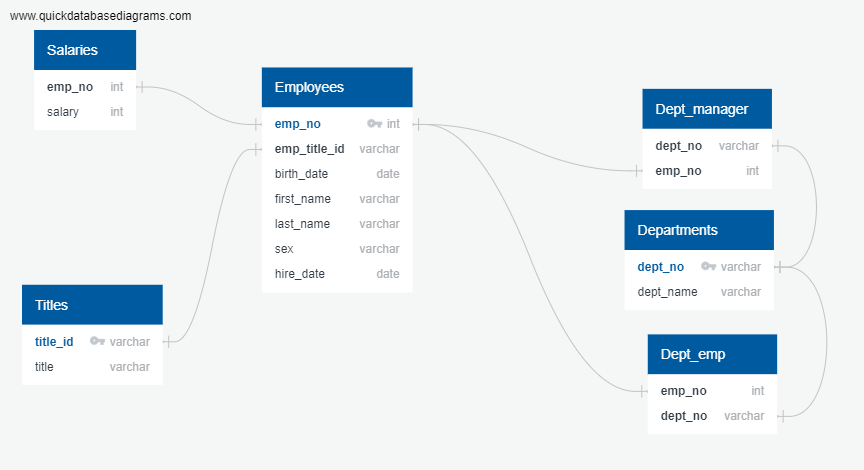 www.quickdatabasediagrams.com
Salaries
emp_no int
salary int
Employees
emp_no int
emp_title_id varchar
birth_date date
first_name varchar
last_name varchar
sex varchar
hire_date date
Titles
title_id varchar
title varchar
Dept_manager
dept_no varchar
emp_no int
Departments
dept_no varchar
dept_name varchar
Dept_emp
emp_no int
dept_no varchar